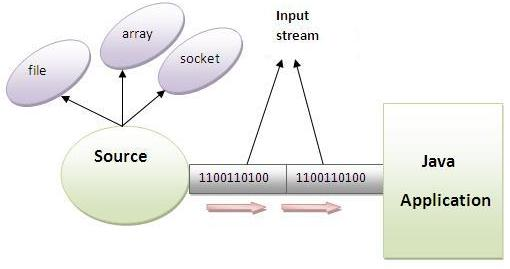 Input
stream
array
socket
file
Source
1100110100
1100110100
Java
Application